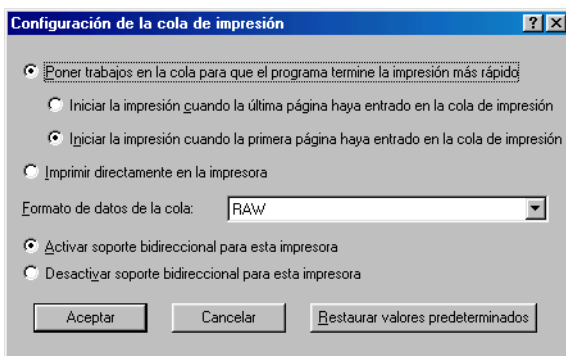 Configuración de la cola de impresión
Poner trabajos en la cola para que el programa termine la impresión más rápido
Iniciar la impresión cuando la última página haya entrado en la cola de impresión
Iniciar la impresión cuando la primera página haya entrado en la cola de impresión
Imprimir directamente en la impresora
Formato de datos de la cola: RAW
Activar soporte bidireccional para esta impresora
Desactivar soporte bidireccional para esta impresora
Aceptar Cancelar Restaurar valores predeterminados